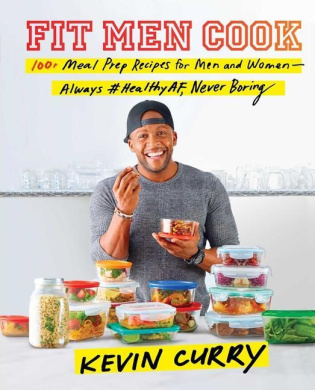 FIT MEN COOK
100+ Meal Prep Recipes for Men and Women—
Always #HealthyAF, Never Boring
KEVIN CURRY